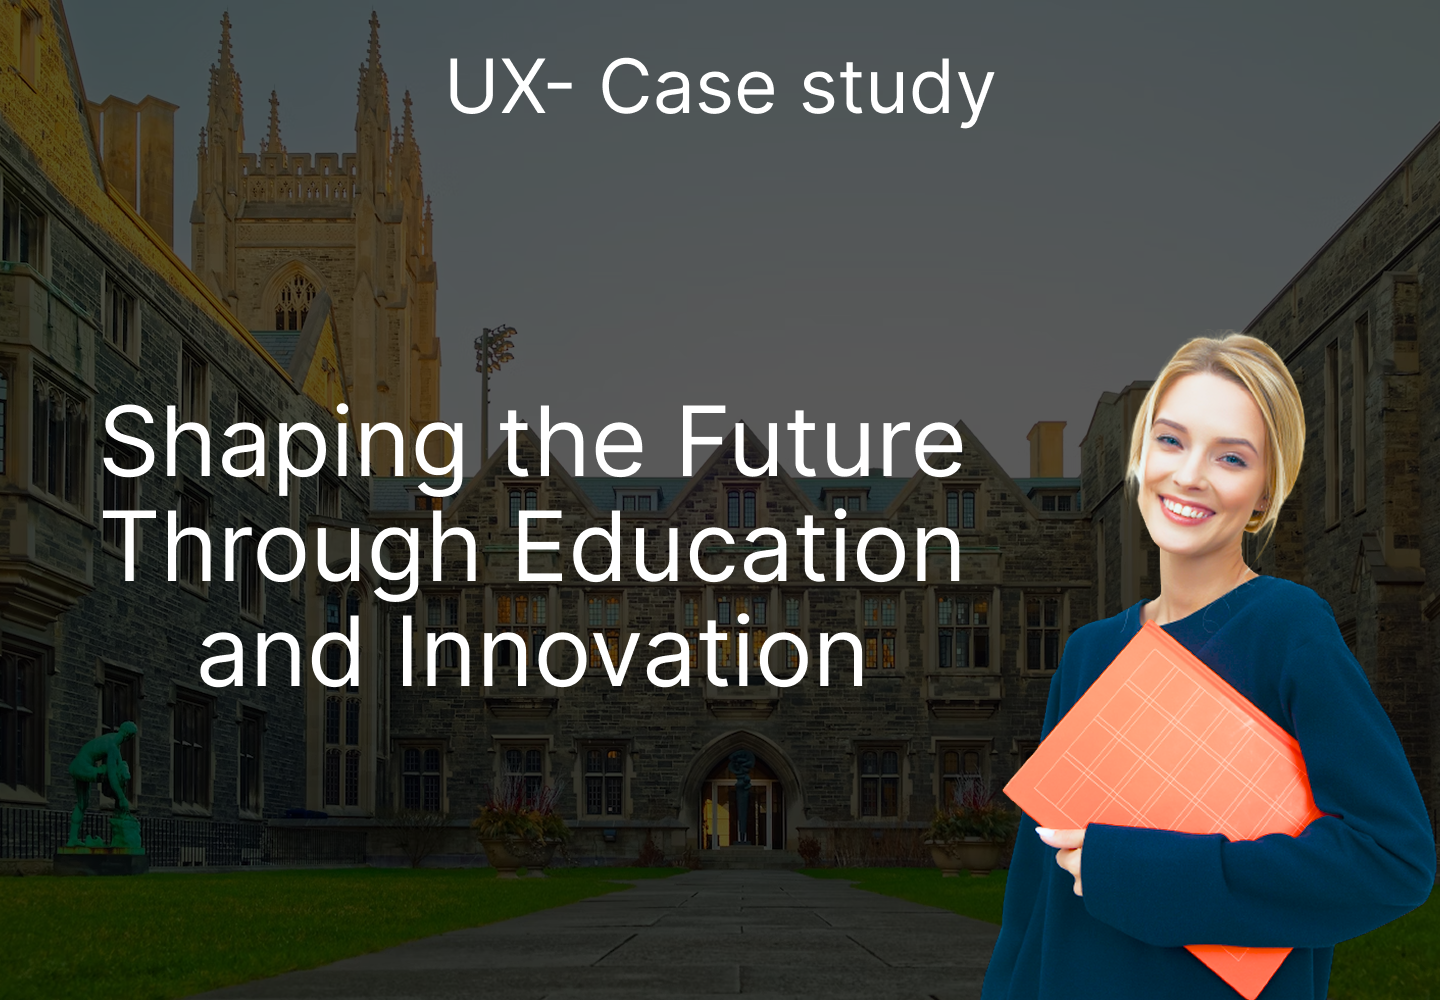 UX- Case study
Shaping the Future
Through Education
and Innovation